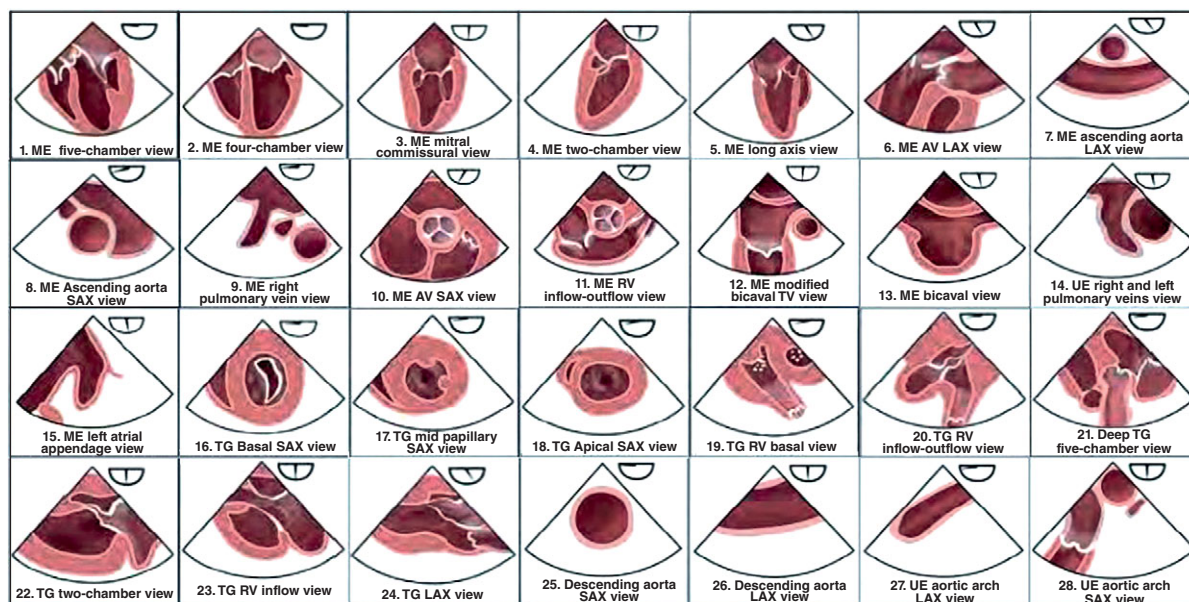 1. ME five-chamber view
2. ME four-chamber view
3. ME mitral
commissural view
4. ME two-chamber view
5. ME long axis view
6. ME AV LAX view
7. ME ascending aorta
LAX view
8. ME Ascending aorta
SAX view
9. ME right
pulmonary vein view
10. ME AV SAX view
11. ME RV
inflow-outflow view
12. ME modified
bicaval TV view
13. ME bicaval view
14. UE right and left
pulmonary veins view
15. ME left atrial
appendage view
16. TG Basal SAX view
17. TG mid papillary
SAX view
18. TG Apical SAX view
19. TG RV basal view
20. TG RV
inflow-outflow view
21. Deep TG
five-chamber view
22. TG two-chamber view
23. TG RV inflow view
24. TG LAX view
25. Descending aorta
SAX view
26. Descending aorta
LAX view
27. UE aortic arch
LAX view
28. UE aortic arch
SAX view